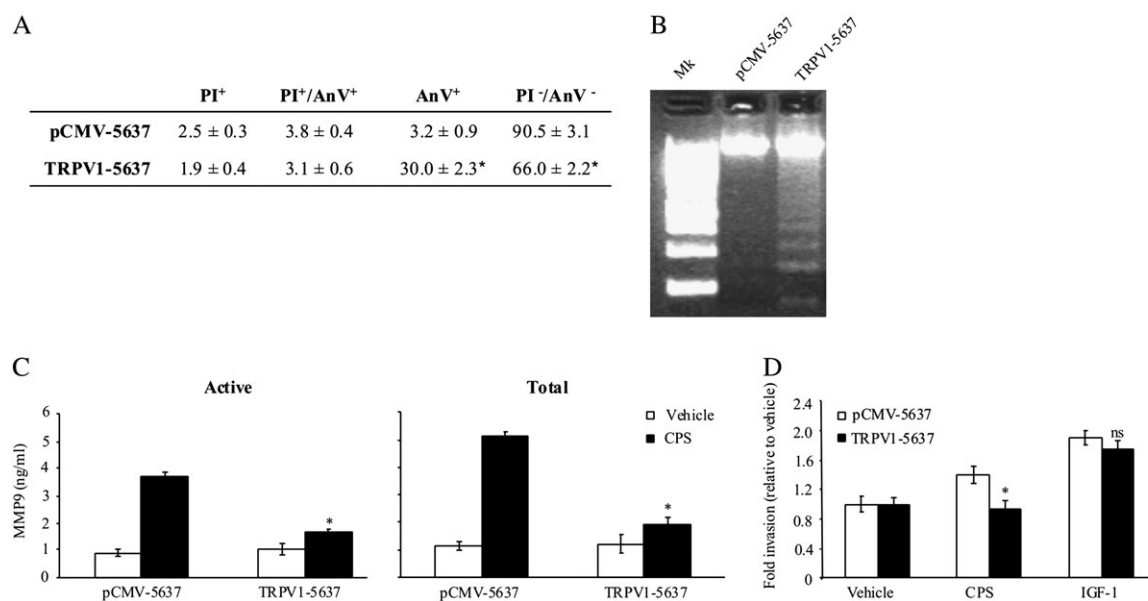 A
PI+ PI+/AnV+ AnV+ PI -/AnV -
pCMV-5637 2.5 ± 0.3 3.8 ± 0.4 3.2 ± 0.9 90.5 ± 3.1
TRPV1-5637 1.9 ± 0.4 3.1 ± 0.6 30.0 ± 2.3* 66.0 ± 2.2*
B
Mk pCMV-5637 TRPV1-5637
C
Active Total
MMP9 (ng/ml)
6
5
4
3
2
1
0
Vehicle
CPS
*
*
pCMV-5637 TRPV1-5637 pCMV-5637 TRPV1-5637
D
Fold invasion (relative to vehicle)
2.4
2.0
1.6
1.2
0.8
0.4
0
pCMV-5637
TRPV1-5637
*
ns
Vehicle CPS IGF-1